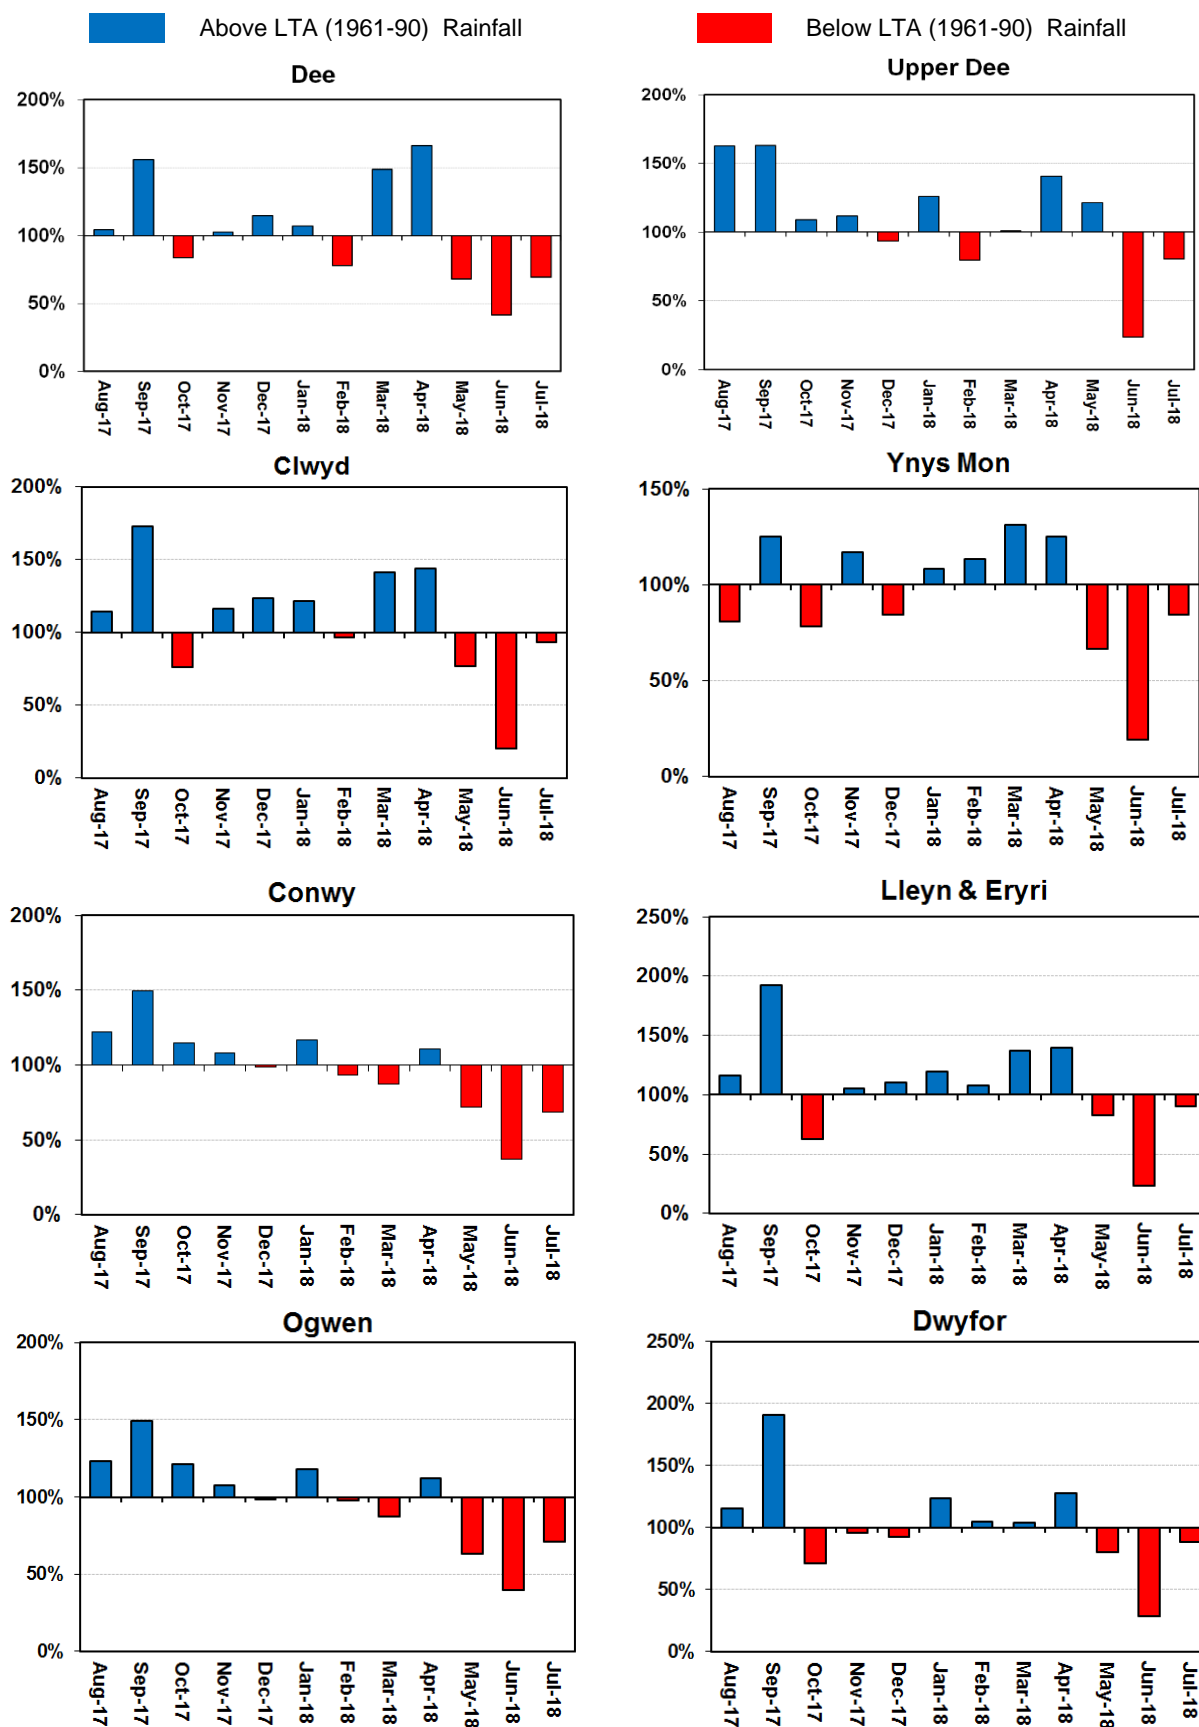 Above LTA (1961-90) Rainfall
Below LTA (1961-90) Rainfall
Dee
200%
150%
100%
50%
0%
Aug-17
Sep-17
Oct-17
Nov-17
Dec-17
Jan-18
Feb-18
Mar-18
Apr-18
May-18
Jun-18
Jul-18
Upper Dee
200%
150%
100%
50%
0%
Aug-17
Sep-17
Oct-17
Nov-17
Dec-17
Jan-18
Feb-18
Mar-18
Apr-18
May-18
Jun-18
Jul-18
Clwyd
200%
150%
100%
50%
0%
Aug-17
Sep-17
Oct-17
Nov-17
Dec-17
Jan-18
Feb-18
Mar-18
Apr-18
May-18
Jun-18
Jul-18
Ynys Mon
150%
100%
50%
0%
Aug-17
Sep-17
Oct-17
Nov-17
Dec-17
Jan-18
Feb-18
Mar-18
Apr-18
May-18
Jun-18
Jul-18
Conwy
200%
150%
100%
50%
0%
Aug-17
Sep-17
Oct-17
Nov-17
Dec-17
Jan-18
Feb-18
Mar-18
Apr-18
May-18
Jun-18
Jul-18
Lleyn & Eryri
250%
200%
150%
100%
50%
0%
Aug-17
Sep-17
Oct-17
Nov-17
Dec-17
Jan-18
Feb-18
Mar-18
Apr-18
May-18
Jun-18
Jul-18
Ogwen
200%
150%
100%
50%
0%
Aug-17
Sep-17
Oct-17
Nov-17
Dec-17
Jan-18
Feb-18
Mar-18
Apr-18
May-18
Jun-18
Jul-18
Dwyfor
250%
200%
150%
100%
50%
0%
Aug-17
Sep-17
Oct-17
Nov-17
Dec-17
Jan-18
Feb-18
Mar-18
Apr-18
May-18
Jun-18
Jul-18